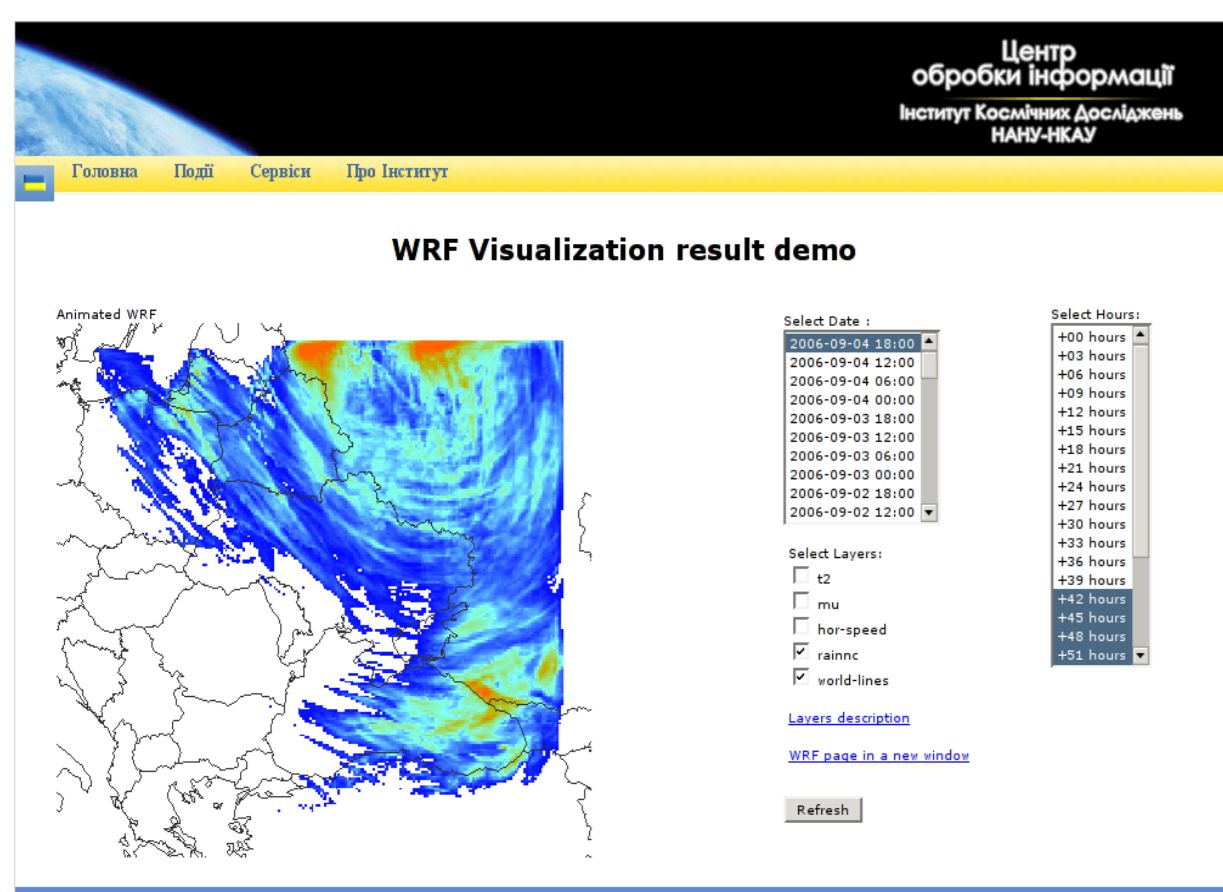 Центр
обробки інформації
Інститут Космічних Досліджень
НАНУ-НКАУ
Головна Події Сервіси Про Інститут
WRF Visualization result demo
Animated WRF
Select Date :
2006-09-04 18:00
2006-09-04 12:00
2006-09-04 06:00
2006-09-04 00:00
2006-09-03 18:00
2006-09-03 12:00
2006-09-03 06:00
2006-09-03 00:00
2006-09-02 18:00
2006-09-02 12:00
Select Layers:
t2
mu
hor-speed
rainnc
world-lines
Layers description
WRF page in a new window
Refresh
Select Hours:
+00 hours
+03 hours
+06 hours
+09 hours
+12 hours
+15 hours
+18 hours
+21 hours
+24 hours
+27 hours
+30 hours
+33 hours
+36 hours
+39 hours
+42 hours
+45 hours
+48 hours
+51 hours